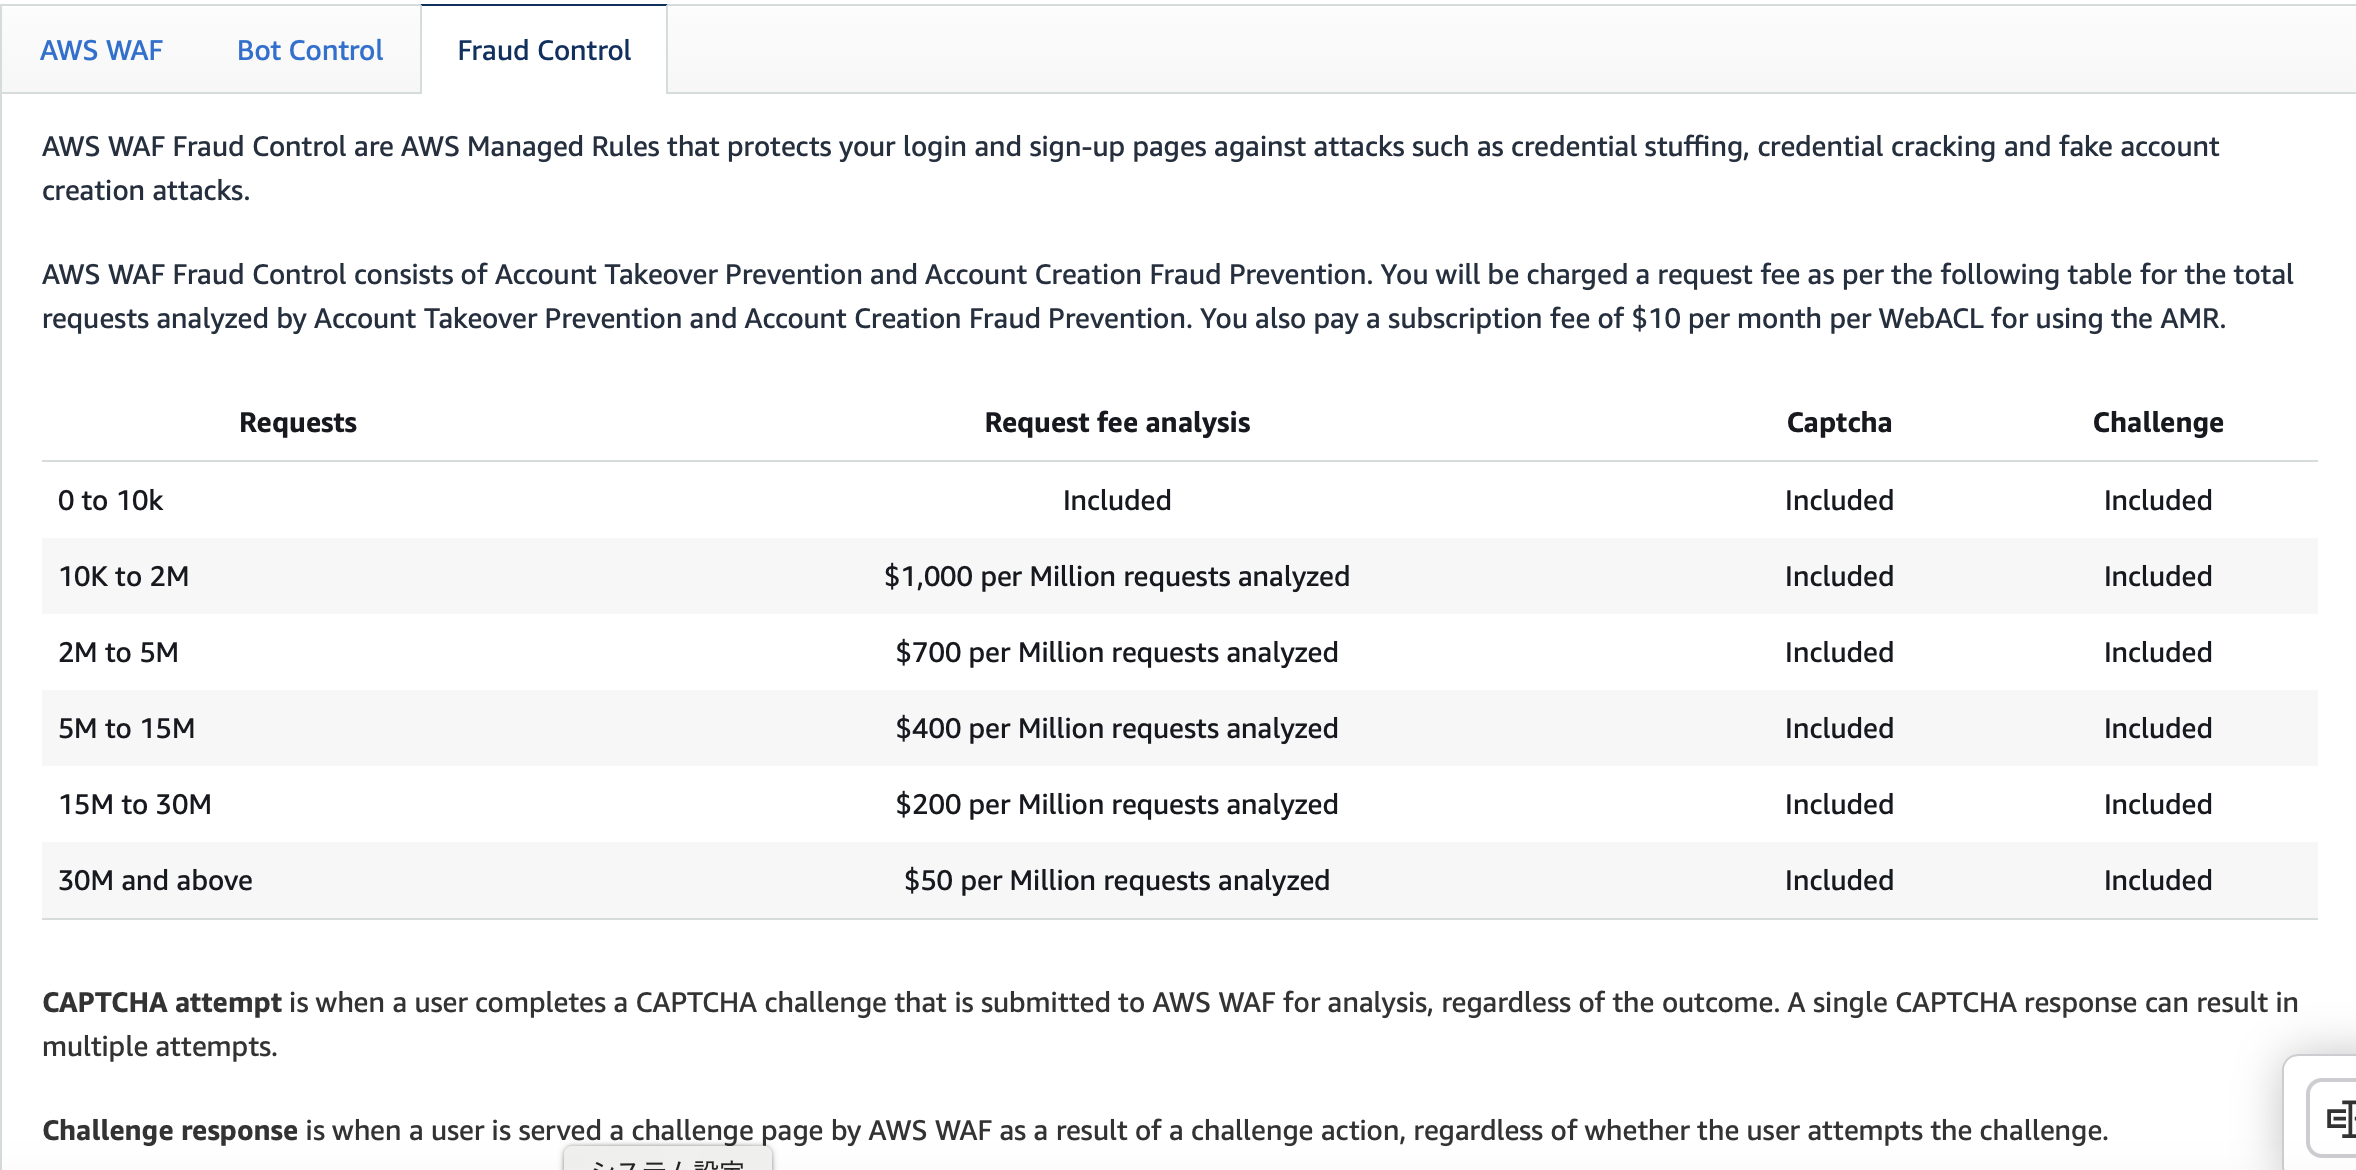 AWS WAF Bot Control Fraud Control
AWS WAF Fraud Control are AWS Managed Rules that protects your login and sign-up pages against attacks such as credential stuffing, credential cracking and fake account
creation attacks.
AWS WAF Fraud Control consists of Account Takeover Prevention and Account Creation Fraud Prevention. You will be charged a request fee as per the following table for the total
requests analyzed by Account Takeover Prevention and Account Creation Fraud Prevention. You also pay a subscription fee of $10 per month per WebACL for using the AMR.
Requests Request fee analysis Captcha Challenge
0 to 10k Included Included Included
10K to 2M $1,000 per Million requests analyzed Included Included
2M to 5M $700 per Million requests analyzed Included Included
5M to 15M $400 per Million requests analyzed Included Included
15M to 30M $200 per Million requests analyzed Included Included
30M and above $50 per Million requests analyzed Included Included
CAPTCHA attempt is when a user completes a CAPTCHA challenge that is submitted to AWS WAF for analysis, regardless of the outcome. A single CAPTCHA response can result in
multiple attempts.
Challenge response is when a user is served a challenge page by AWS WAF as a result of a challenge action, regardless of whether the user attempts the challenge.
システム設定